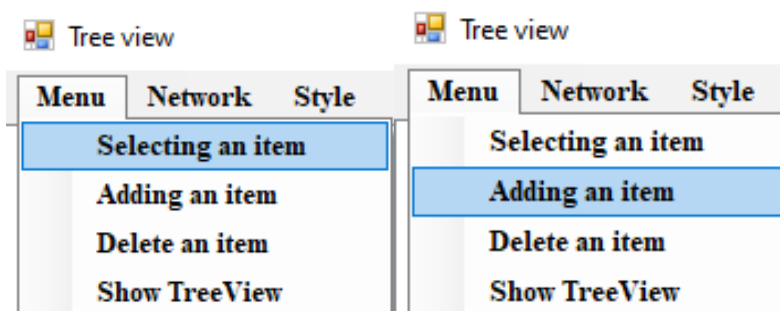 Tree view
Menu Network Style
Selecting an item
Adding an item
Delete an item
Show TreeView
Tree view
Menu Network Style
Selecting an item
Adding an item
Delete an item
Show TreeView